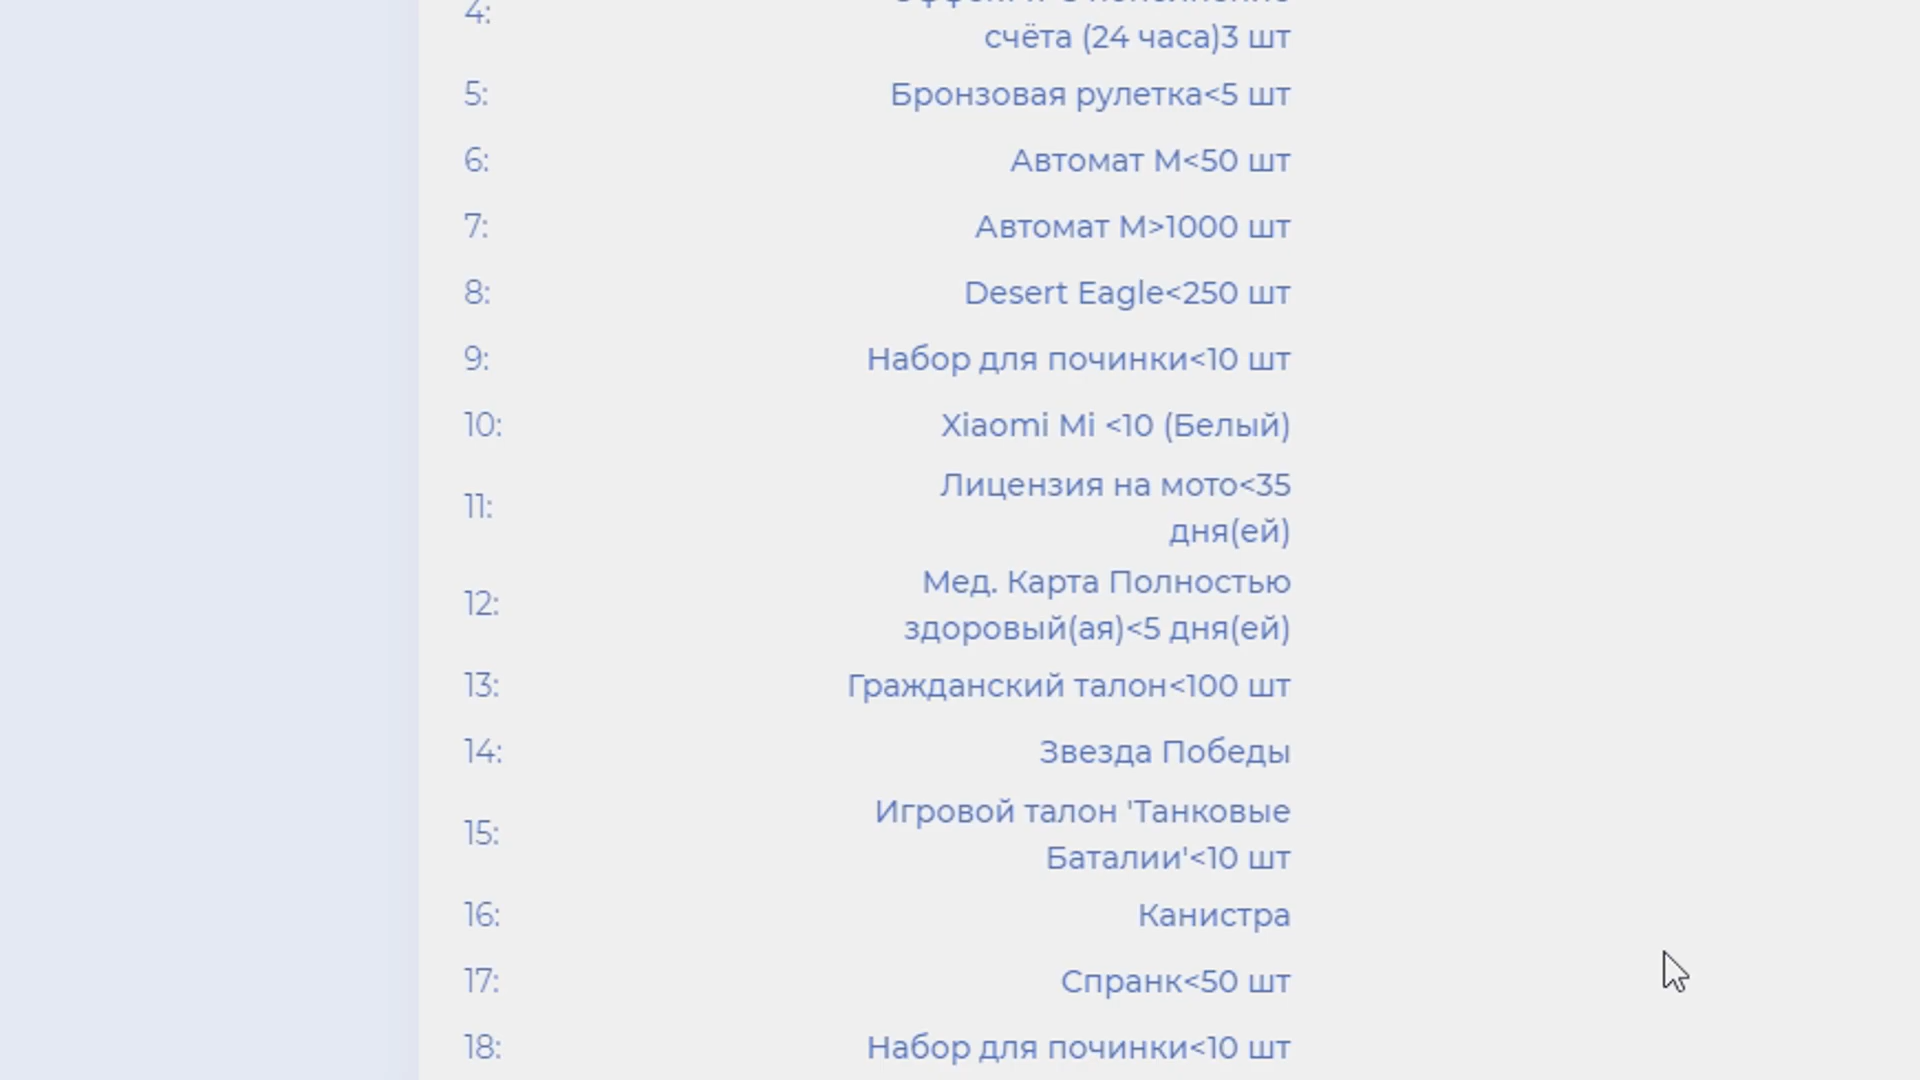 4:
счёта (24 часа)3 шт
5: Бронзовая рулетка<5 шт
6: Автомат М<50 шт
7: Автомат М>1000 шт
8: Desert Eagle<250 шт
9: Набор для починки<10 шт
10: Xiaomi Mi <10 (Белый)
11: Лицензия на мото<35
дня(ей)
12: Мед. Карта Полностью
здоровый(ая)<5 дня(ей)
13: Гражданский талон<100 шт
14: Звезда Победы
15: Игровой талон 'Танковые
Баталии'<10 шт
16: Канистра
17: Спранк<50 шт
18: Набор для починки<10 шт